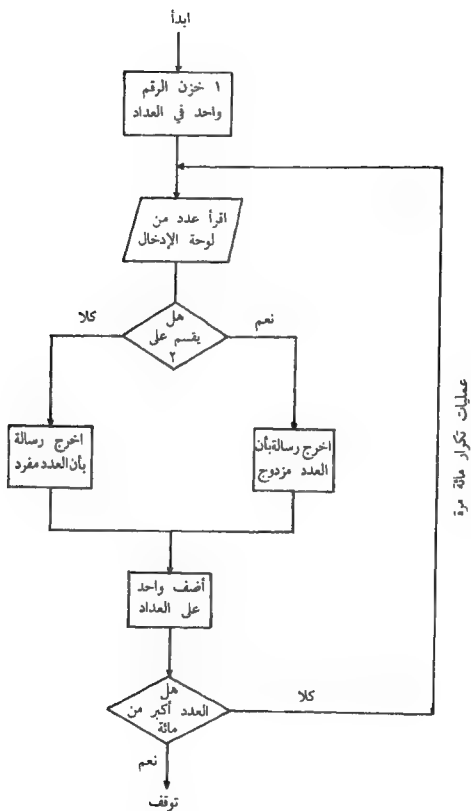 ابدأ
١ خزن الرقم
واحد في العداد
اقرأ عدد من
لوحة الإدخال
هل
يقسم على
٢
نعم
كلا
اخرج رسالة بأن
العدد مزدوج
اخرج رسالة
بأن العدد مفرد
أضف واحد
على العداد
هل
العدد أكبر من
مائة
كلا
نعم
توقف
عمليات تكرار مائة مرة